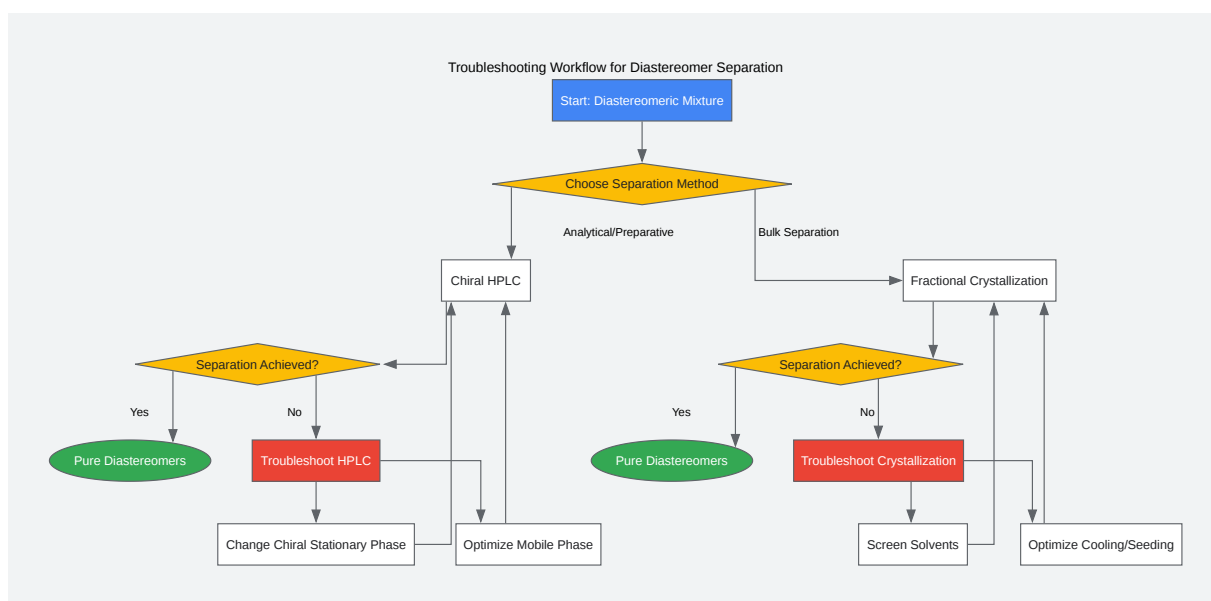 Troubleshooting Workflow for Diastereomer Separation
Start: Diastereomeric Mixture
Choose Separation Method
Analytical/Preparative
Bulk Separation
Chiral HPLC
Fractional Crystallization
Separation Achieved?
Separation Achieved?
Yes
No
Yes
No
Pure Diastereomers
Troubleshoot HPLC
Pure Diastereomers
Troubleshoot Crystallization
Change Chiral Stationary Phase
Optimize Mobile Phase
Screen Solvents
Optimize Cooling/Seeding